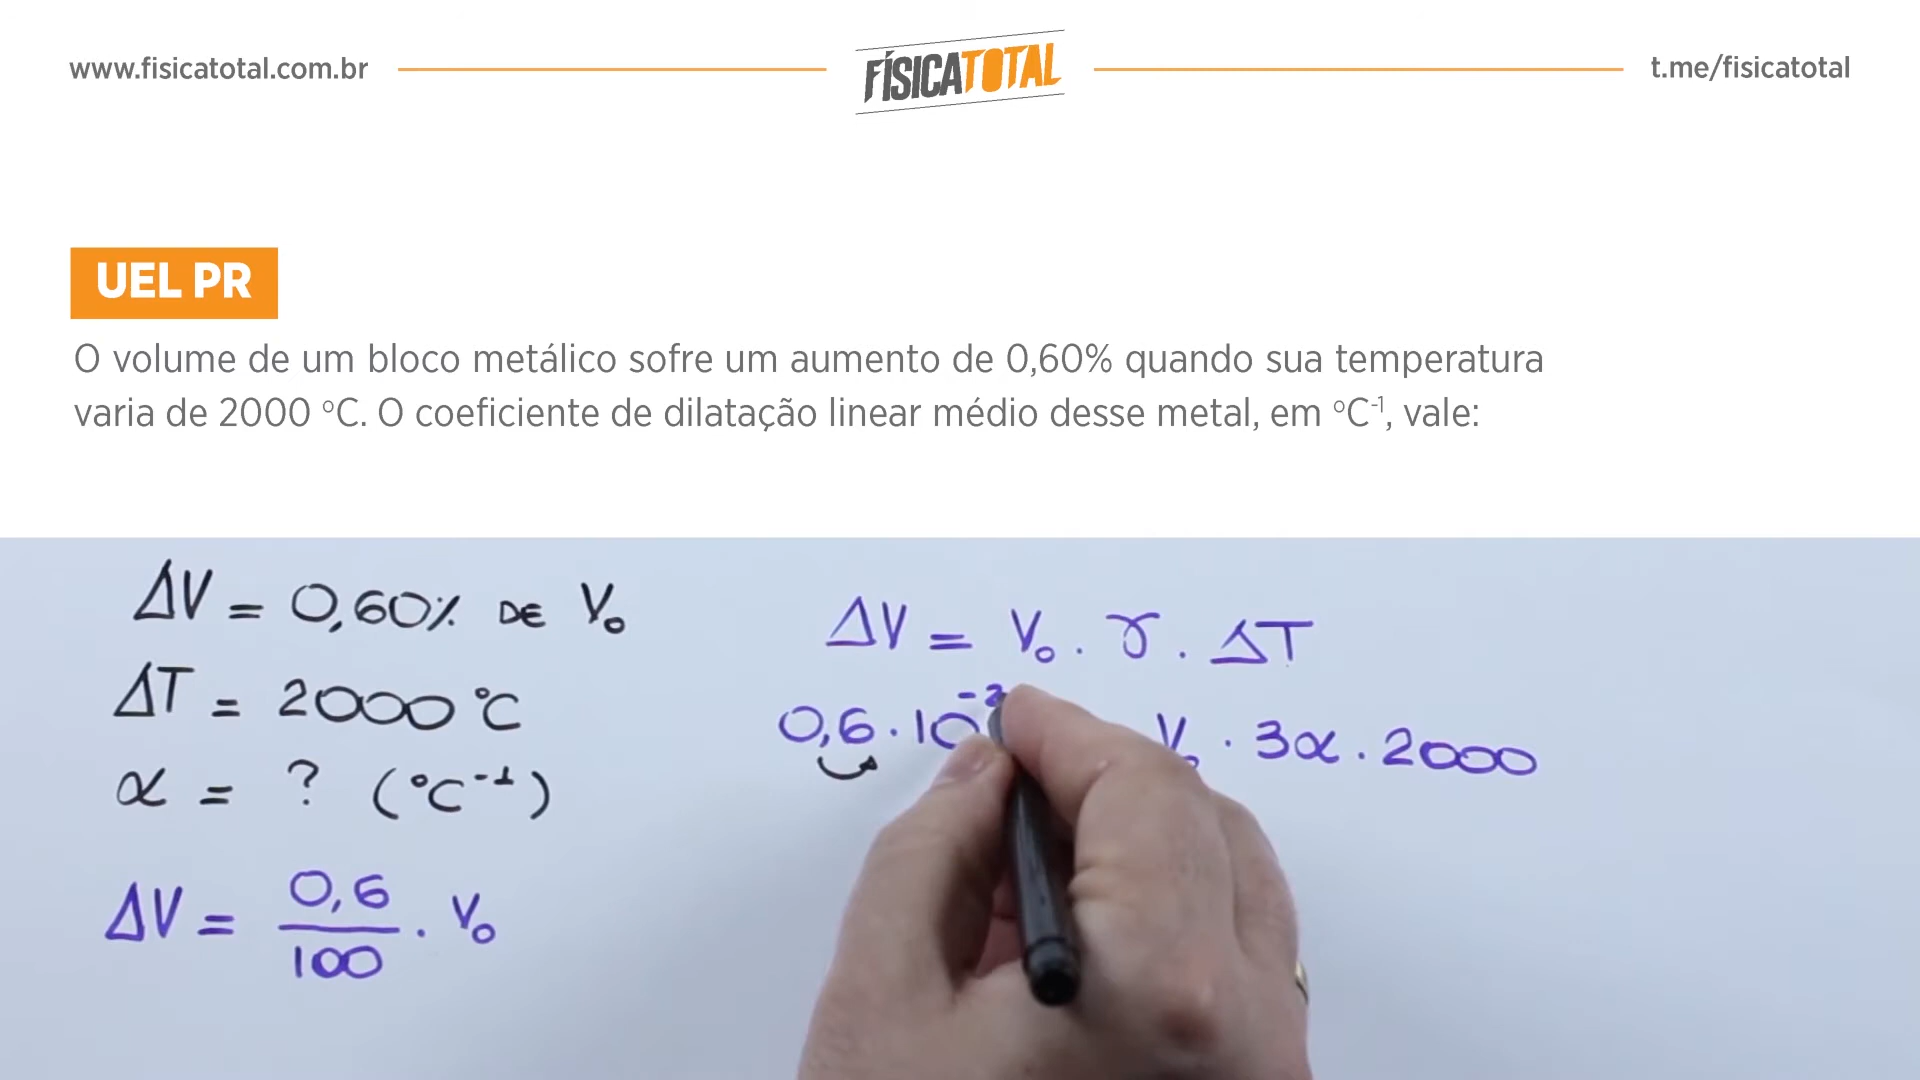 www.fisicatotal.com.br
FÍSICATOTAL
t.me/fisicatotal
UEL PR
O volume de um bloco metálico sofre um aumento de 0,60% quando sua temperatura
varia de 2000 ºC. O coeficiente de dilatação linear médio desse metal, em ºC⁻¹, vale:
ΔV = 0,60% DE V₀
ΔT = 2000 °C
α = ? (°C⁻¹)
ΔV = 0,6/100 · V₀
ΔV = V₀ · γ · ΔT
0,6 · 10 V₀ · 3α · 2000